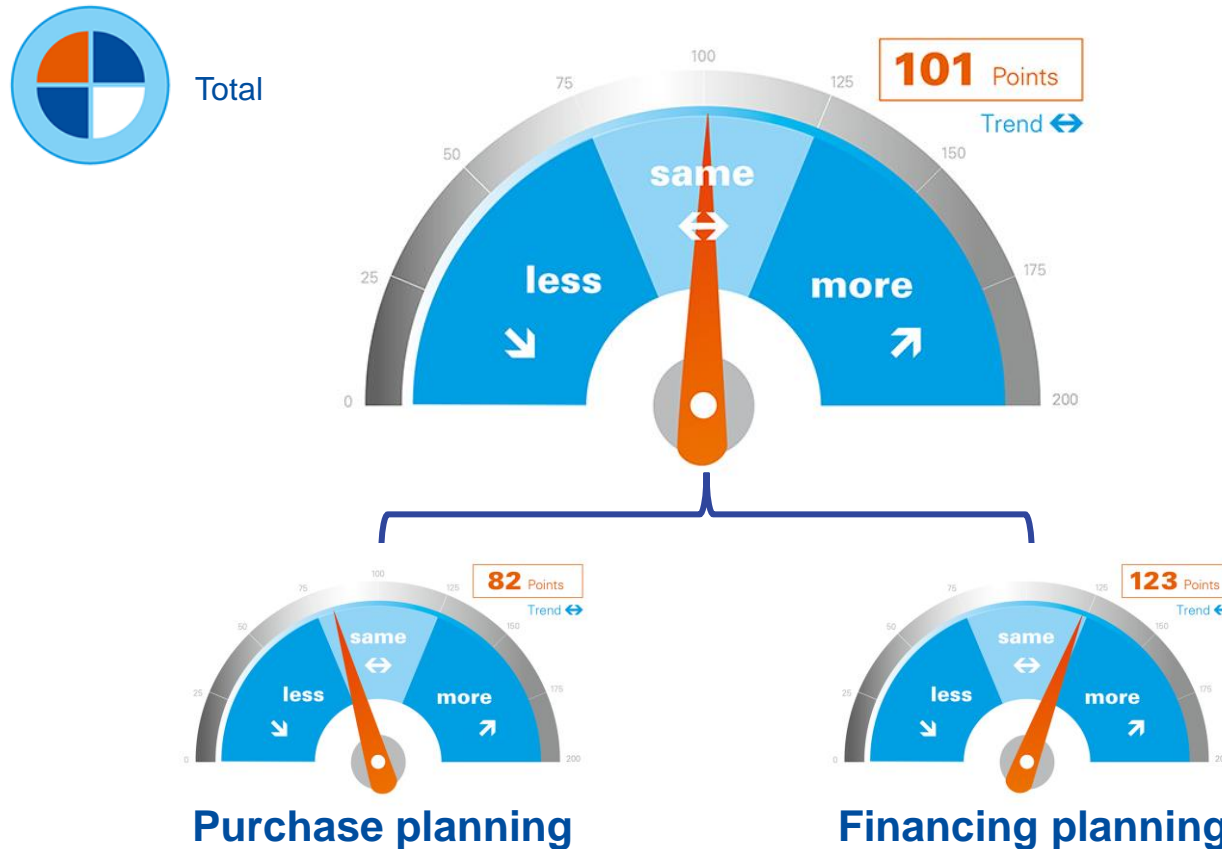 Total
101 Points
Trend
0
25
50
75
100
125
150
175
200
less
same
more
82 Points
Trend
0
25
50
75
100
125
150
175
200
less
same
more
Purchase planning
123 Points
Trend
0
25
50
75
125
150
175
less
same
more
Financing planning